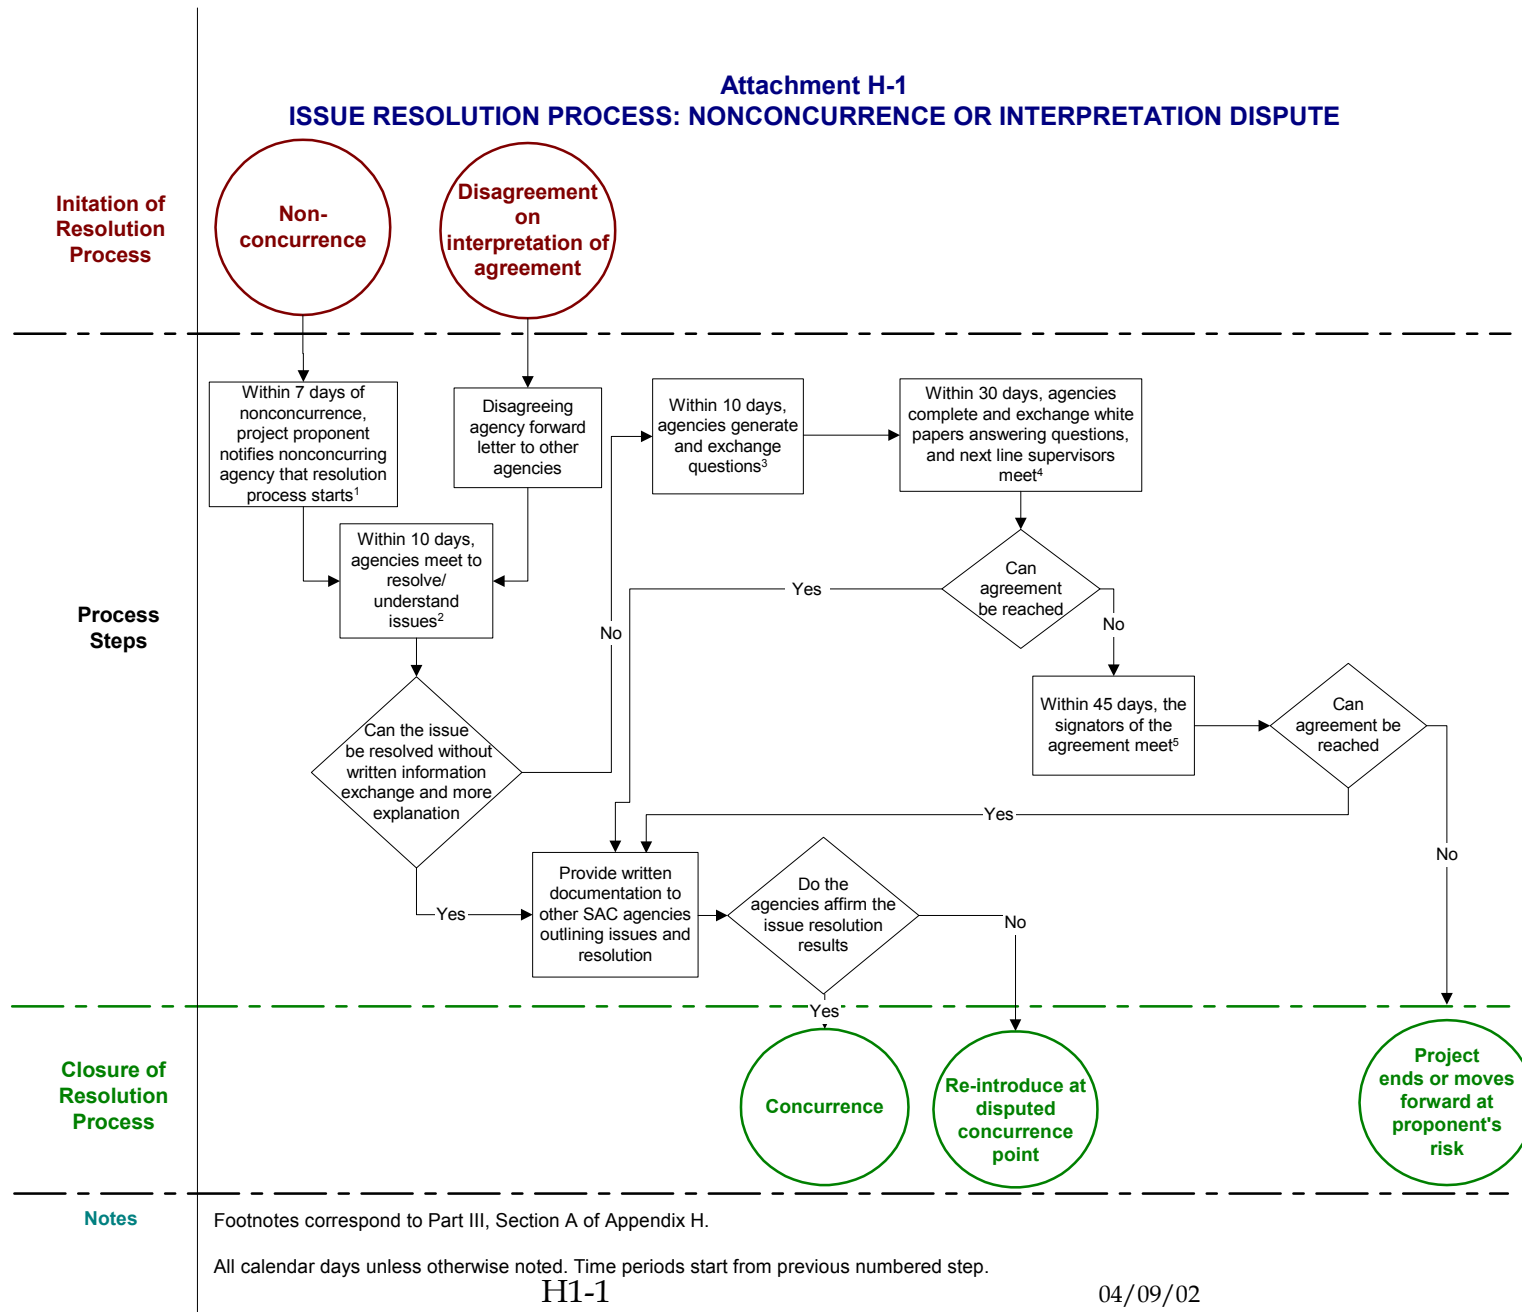 Attachment H-1
ISSUE RESOLUTION PROCESS: NONCONCURRENCE OR INTERPRETATION DISPUTE
Initation of
Resolution
Process
Non-
concurrence
Disagreement
on
interpretation of
agreement
Process
Steps
Within 7 days of
nonconcurrence,
project proponent
notifies nonconcurring
agency that resolution
process starts1
Disagreeing
agency forward
letter to other
agencies
Within 10 days,
agencies generate
and exchange
questions3
Within 30 days, agencies
complete and exchange white
papers answering questions,
and next line supervisors
meet4
Within 10 days,
agencies meet to
resolve/
understand
issues2
No
Yes
Can
agreement
be reached
No
Within 45 days, the
signators of the
agreement meet5
Can
agreement be
reached
Can the issue
be resolved without
written information
exchange and more
explanation
Yes
No
Yes
Provide written
documentation to
other SAC agencies
outlining issues and
resolution
Do the
agencies affirm the
issue resolution
results
No
Yes
Closure of
Resolution
Process
Concurrence
Re-introduce at
disputed
concurrence
point
Project
ends or moves
forward at
proponent's
risk
Notes
Footnotes correspond to Part III, Section A of Appendix H.
All calendar days unless otherwise noted. Time periods start from previous numbered step.
H1-1
04/09/02